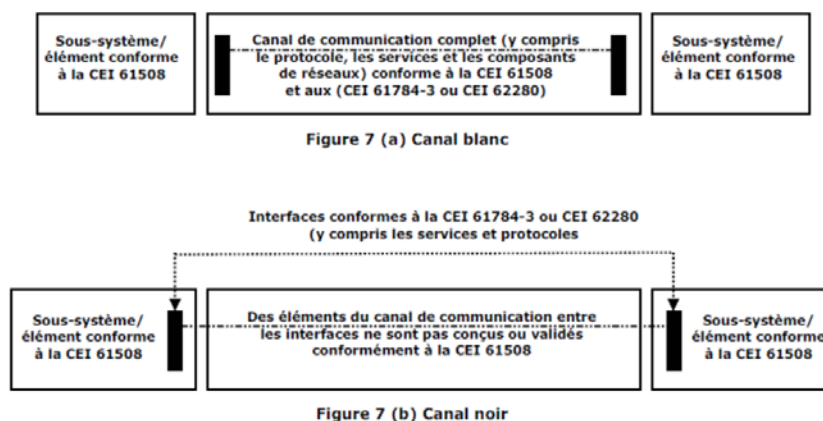 Sous-système/
élément conforme
à la CEI 61508
Canal de communication complet (y compris
le protocole, les services et les composants
de réseaux) conforme à la CEI 61508
et aux (CEI 61784-3 ou CEI 62280)
Sous-système/
élément conforme
à la CEI 61508
Figure 7 (a) Canal blanc
Interfaces conformes à la CEI 61784-3 ou CEI 62280
(y compris les services et protocoles
Sous-système/
élément conforme
à la CEI 61508
Des éléments du canal de communication entre
les interfaces ne sont pas conçus ou validés
conformément à la CEI 61508
Sous-système/
élément conforme
à la CEI 61508
Figure 7 (b) Canal noir